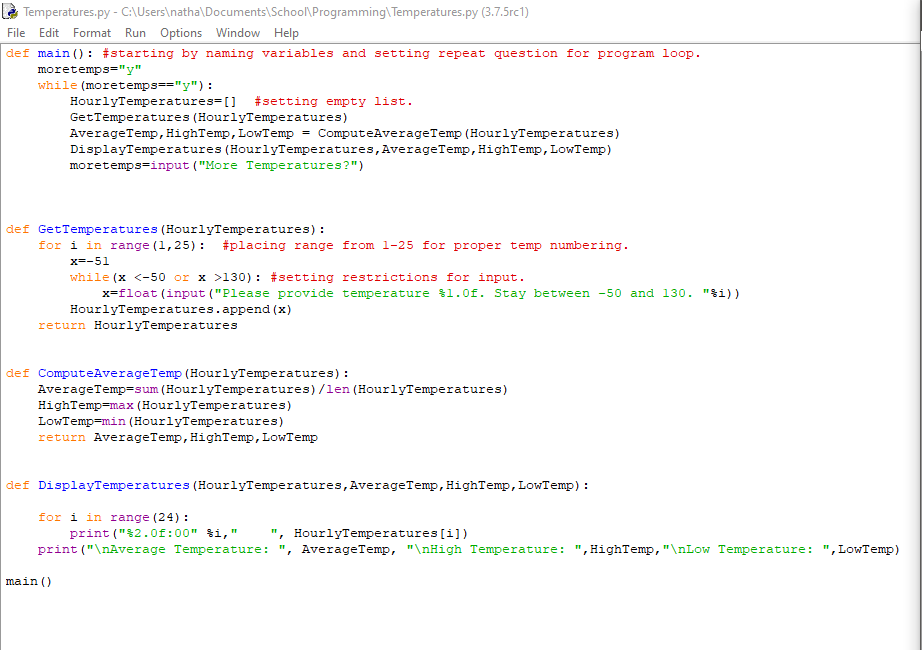 Temperatures.py - C:\Users\natha\Documents\School\Programming\Temperatures.py (3.7.5rc1)
File Edit Format Run Options Window Help
def main(): #starting by naming variables and setting repeat question for program loop.
    moretemps="y"
    while(moretemps=="y"):
        HourlyTemperatures=[]  #setting empty list.
        GetTemperatures(HourlyTemperatures)
        AverageTemp,HighTemp,LowTemp = ComputeAverageTemp(HourlyTemperatures)
        DisplayTemperatures(HourlyTemperatures,AverageTemp,HighTemp,LowTemp)
        moretemps=input("More Temperatures?")
def GetTemperatures(HourlyTemperatures):
    for i in range(1,25):  #placing range from 1-25 for proper temp numbering.
        x=-51
        while(x <-50 or x >130): #setting restrictions for input.
            x=float(input("Please provide temperature %1.0f. Stay between -50 and 130. "%i))
        HourlyTemperatures.append(x)
    return HourlyTemperatures
def ComputeAverageTemp(HourlyTemperatures):
    AverageTemp=sum(HourlyTemperatures)/len(HourlyTemperatures)
    HighTemp=max(HourlyTemperatures)
    LowTemp=min(HourlyTemperatures)
    return AverageTemp,HighTemp,LowTemp
def DisplayTemperatures(HourlyTemperatures,AverageTemp,HighTemp,LowTemp):
    for i in range(24):
        print("%2.0f:00" %i,"    ", HourlyTemperatures[i])
    print("\nAverage Temperature: ", AverageTemp, "\nHigh Temperature: ",HighTemp,"\nLow Temperature: ",LowTemp)
main()